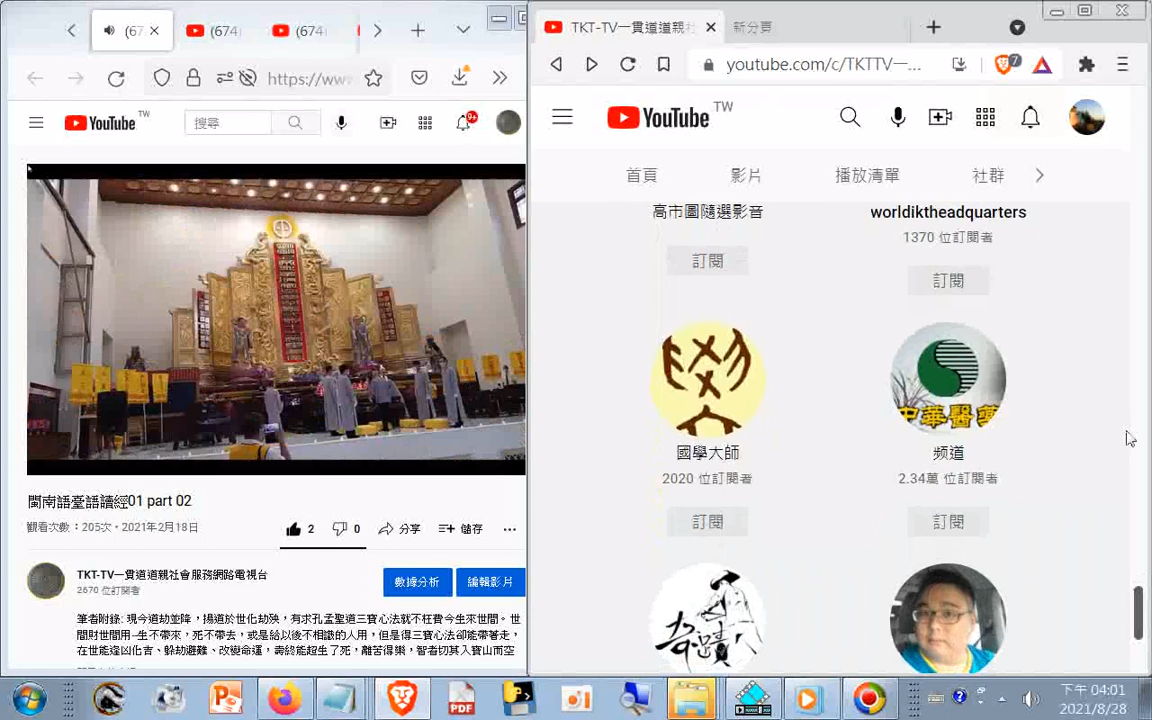 (67
(674
(674
https://www
YouTube TW
搜尋
9+
閩南語臺語讀經01 part 02
觀看次數：205次・2021年2月18日
2
0
分享
儲存
TKT-TV一貫道道親社會服務網路電視台
2670 位訂閱者
數據分析
編輯影片
筆者附錄: 現今道劫並降，揚道於世化劫殃，有求孔孟聖道三寶心法就不枉費今生來世間。世
間財世間用—生不帶來，死不帶去，或是給以後不相識的人用，但是得三寶心法卻能帶著走，
在世能逢凶化吉、躲劫避難、改變命運，壽終能超生了死，離苦得樂，智者切莫入寶山而空
TKT-TV一貫道道親社
新分頁
youtube.com/c/TKTTV一...
7
YouTube TW
首頁
影片
播放清單
社群
高市圖隨選影音
訂閱
worldiktheadquarters
1370 位訂閱者
訂閱
國學大師
2020 位訂閱者
訂閱
中華醫藥
頻道
2.34萬 位訂閱者
訂閱
奇蹟
PDF
下午 04:01
2021/8/28